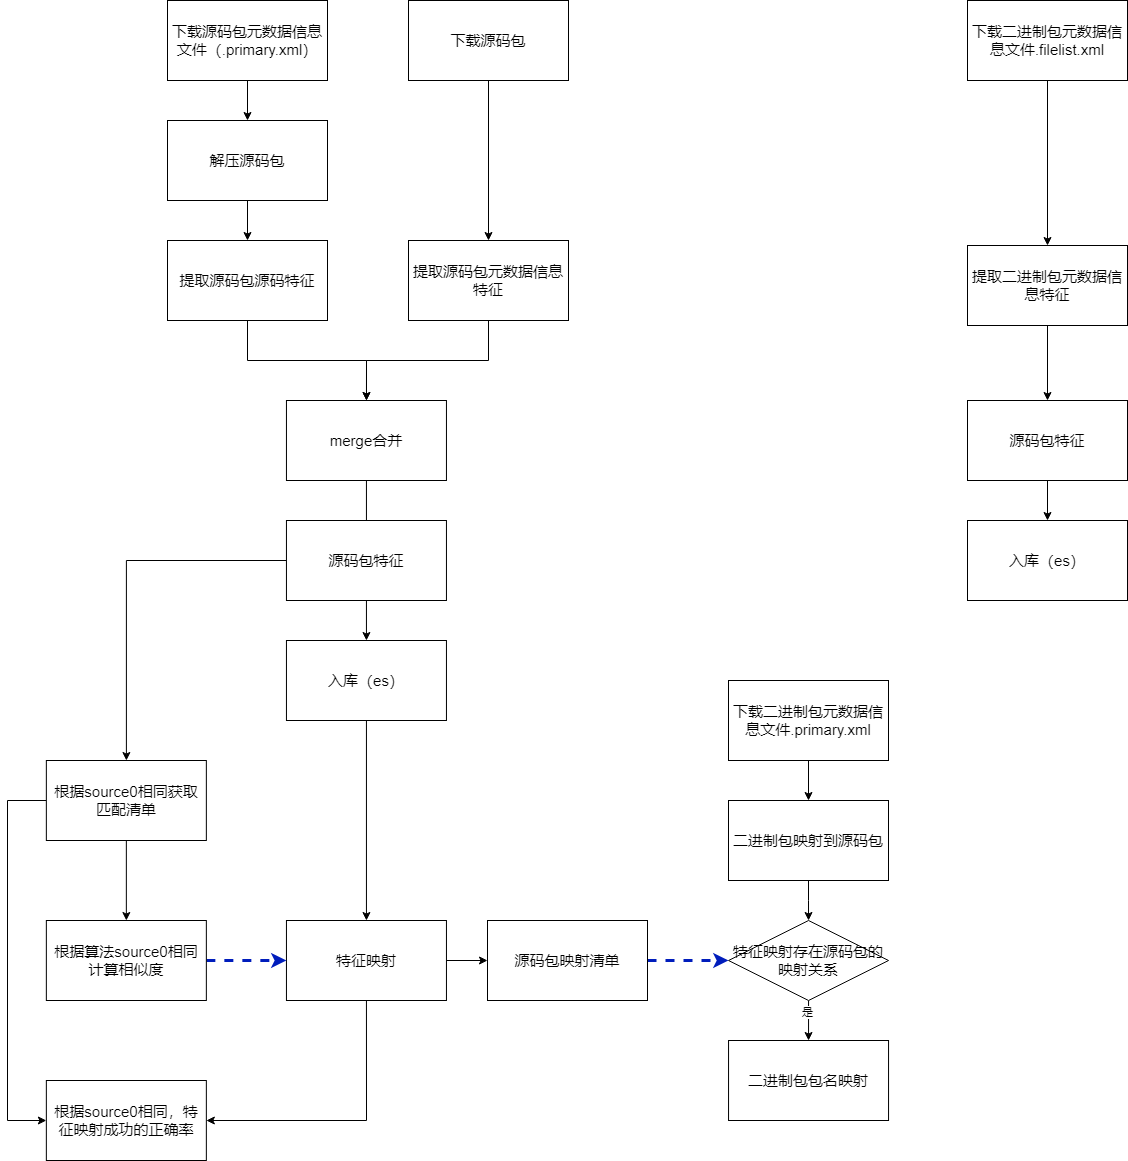 下载源码包元数据信息
文件（.primary.xml）
下载源码包
下载二进制包元数据信
息文件.filelist.xml
解压源码包
提取源码包源码特征
提取源码包元数据信息
特征
提取二进制包元数据信
息特征
merge合并
源码包特征
源码包特征
入库（es）
入库（es）
下载二进制包元数据信
息文件.primary.xml
根据source0相同获取
匹配清单
二进制包映射到源码包
根据算法source0相同
计算相似度
特征映射
源码包映射清单
特征映射存在源码包的
映射关系
是
二进制包包名映射
根据source0相同，特
征映射成功的正确率